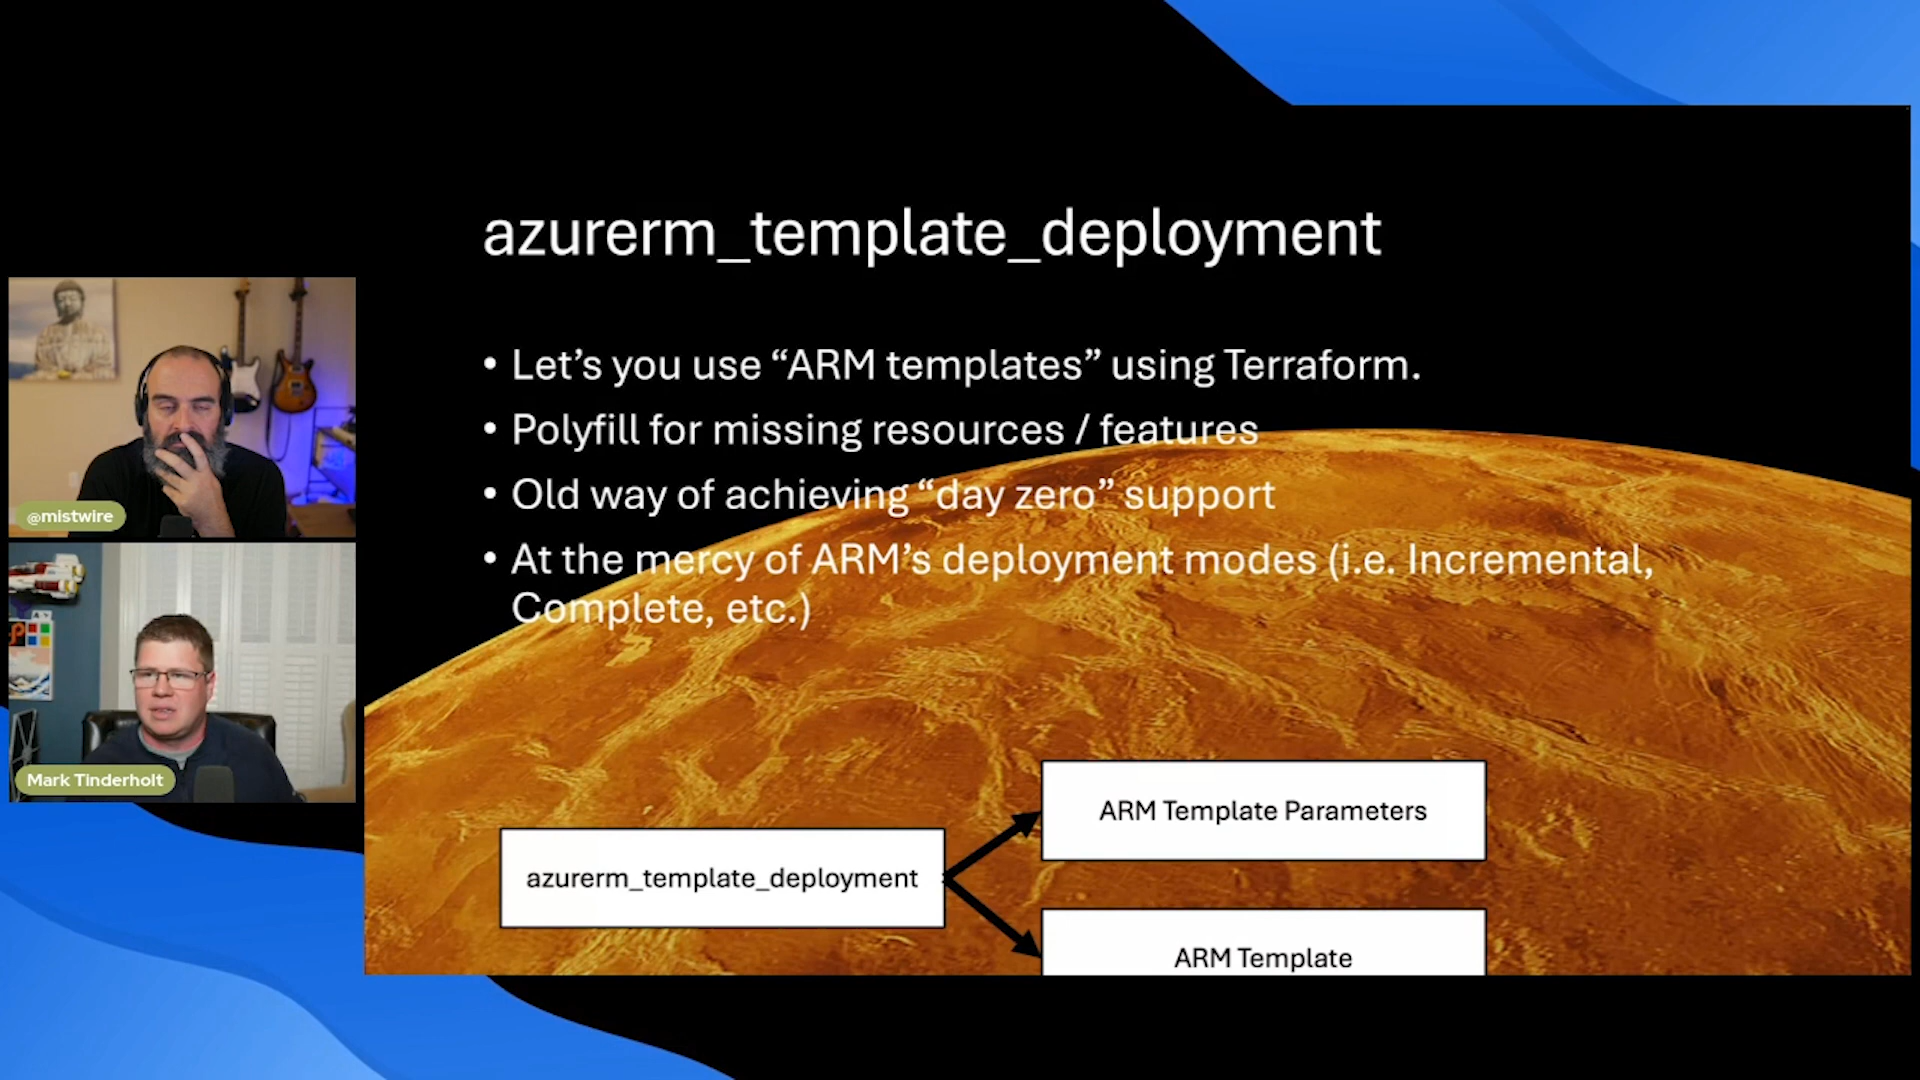 azurerm_template_deployment
• Let’s you use “ARM templates” using Terraform.
• Polyfill for missing resources / features
• Old way of achieving “day zero” support
• At the mercy of ARM’s deployment modes (i.e. Incremental,
Complete, etc.)
@mistwire
Mark Tinderholt
ARM Template Parameters
azurerm_template_deployment
ARM Template